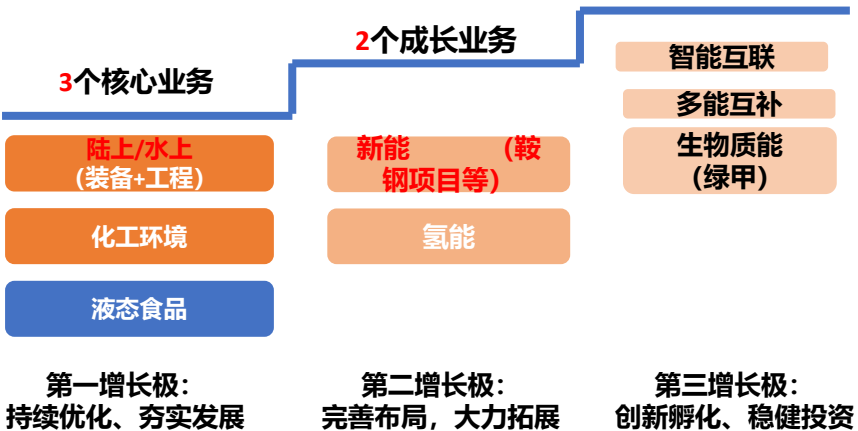 3个核心业务
陆上/水上
（装备+工程）
化工环境
液态食品
第一增长极：
持续优化、夯实发展
2个成长业务
新能 （鞍
钢项目等）
氢能
第二增长极：
完善布局，大力拓展
智能互联
多能互补
生物质能
（绿甲）
第三增长极：
创新孵化、稳健投资